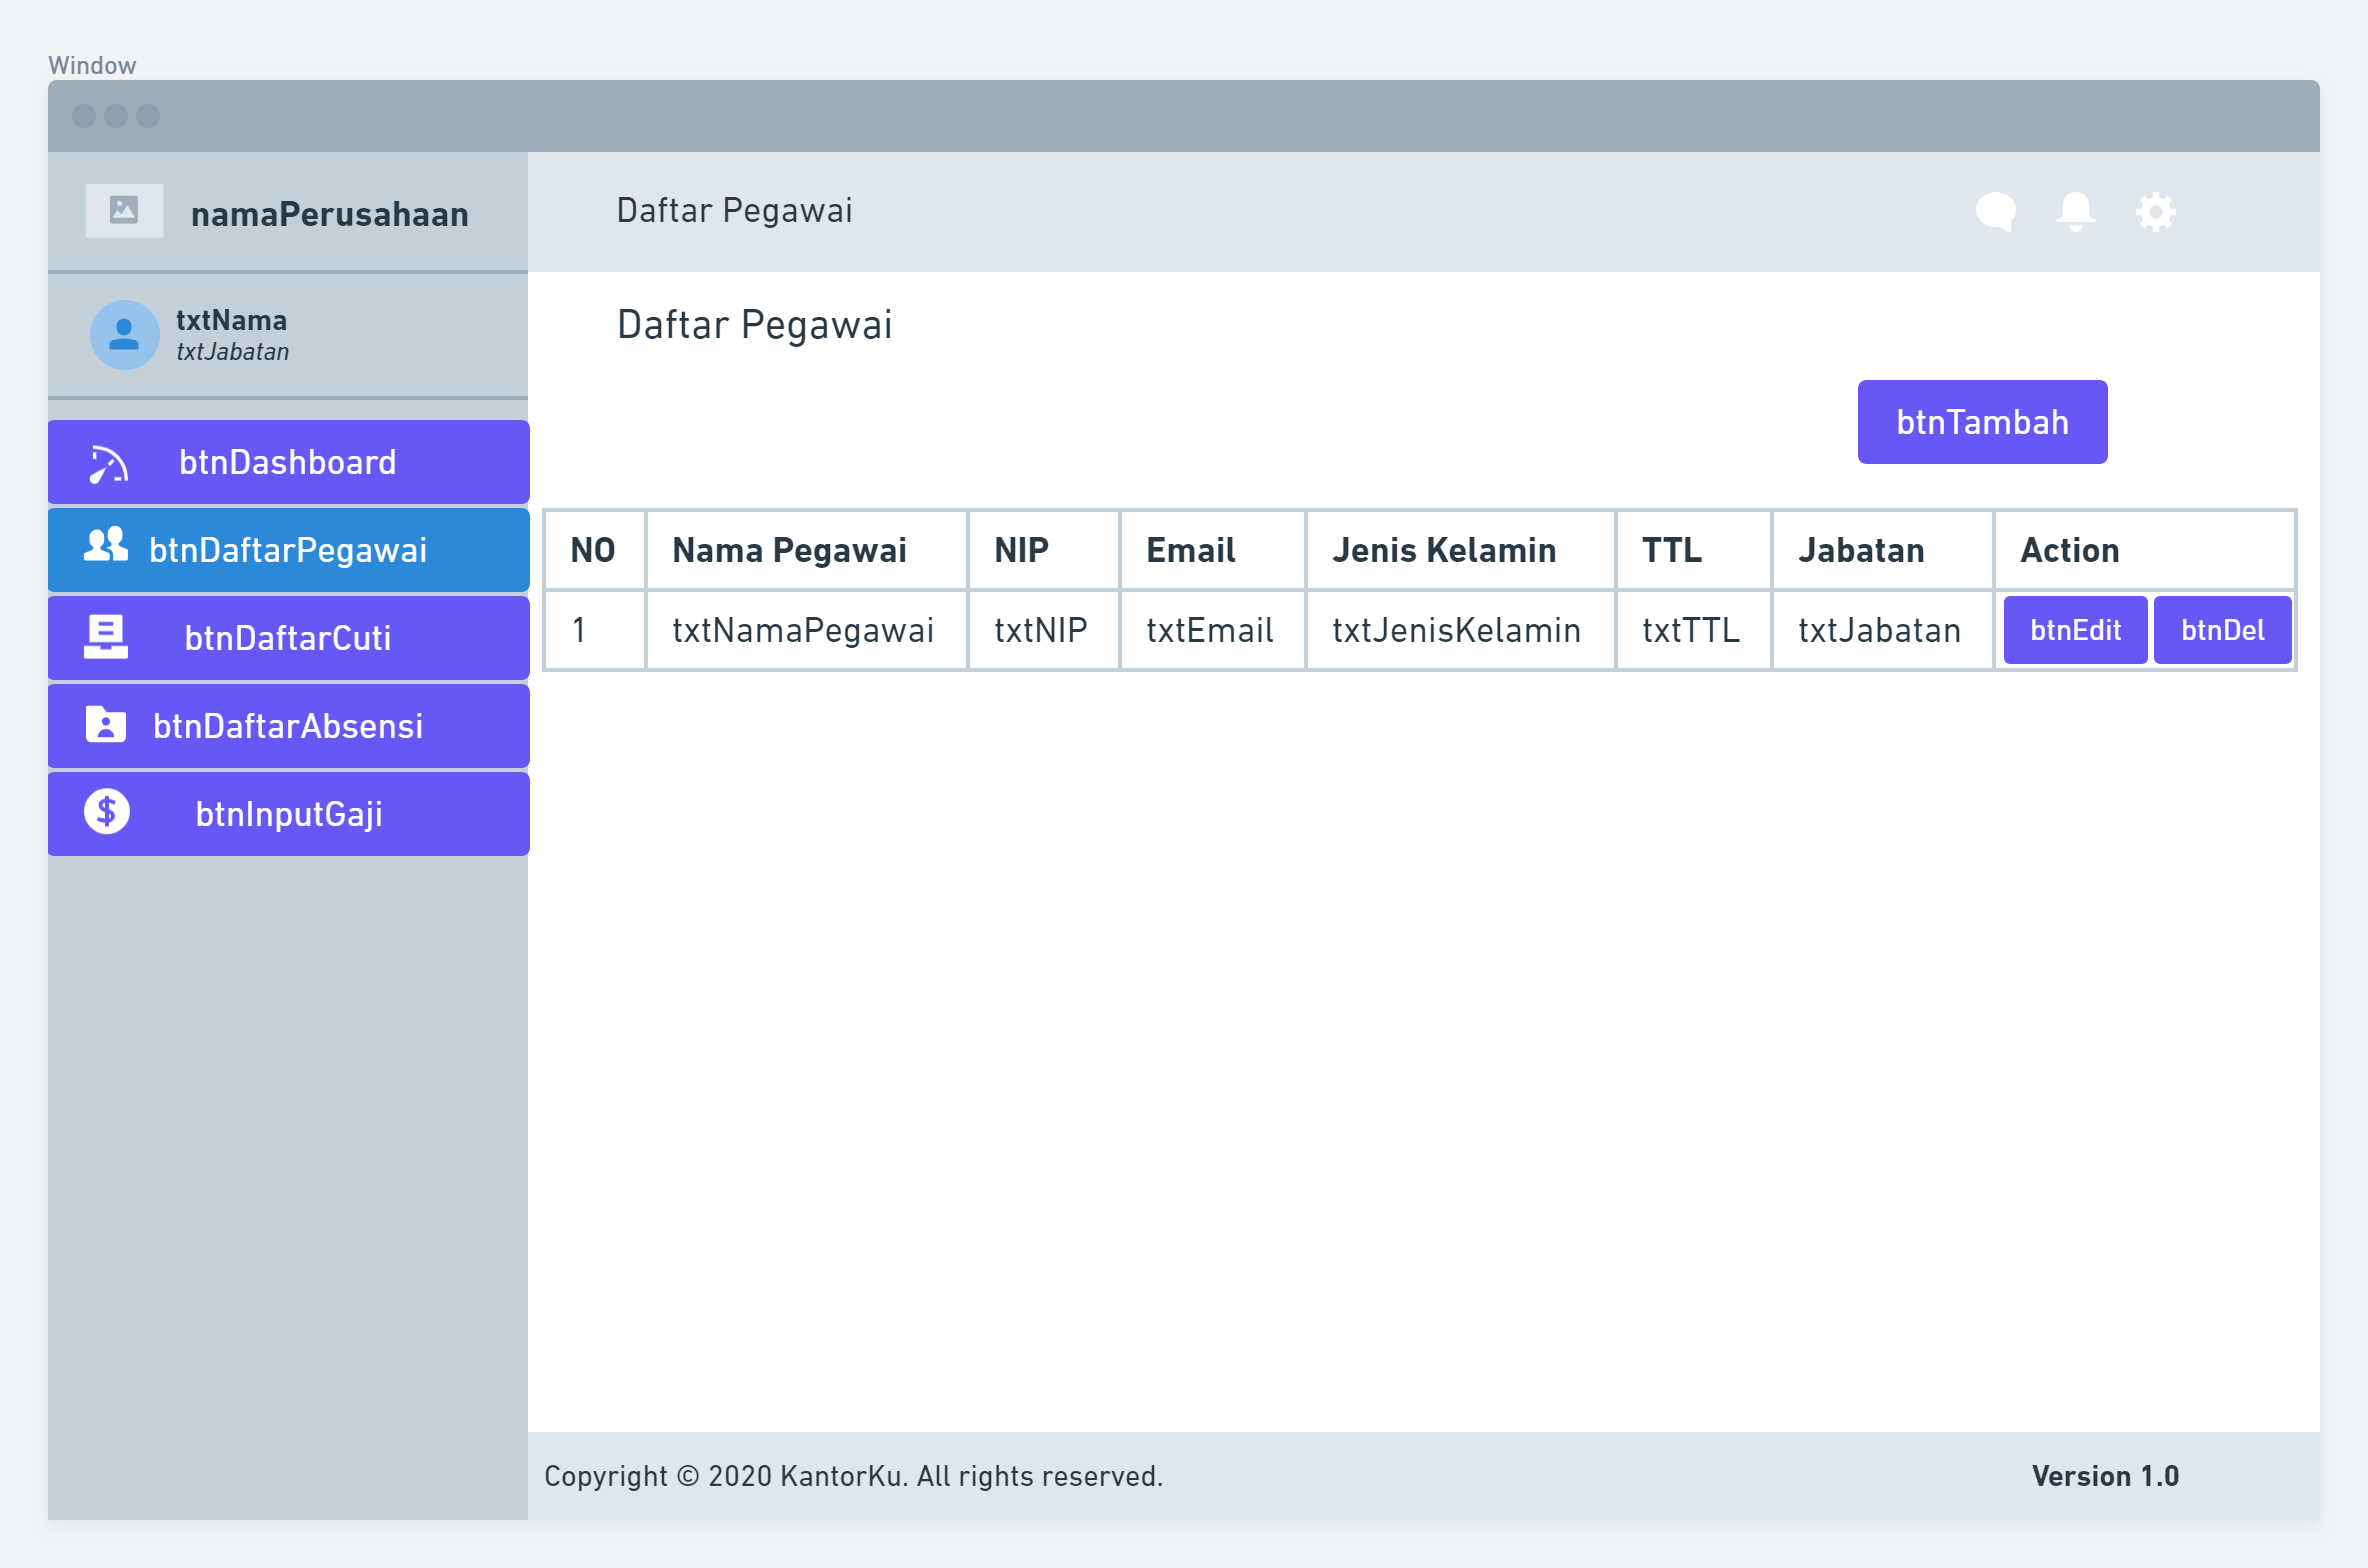 Window
namaPerusahaan
Daftar Pegawai
txtNama
txtJabatan
Daftar Pegawai
btnTambah
btnDashboard
btnDaftarPegawai
btnDaftarCuti
btnDaftarAbsensi
btnInputGaji
NO Nama Pegawai NIP Email Jenis Kelamin TTL Jabatan Action
1 txtNamaPegawai txtNIP txtEmail txtJenisKelamin txtTTL txtJabatan btnEdit btnDel
Copyright © 2020 KantorKu. All rights reserved. Version 1.0